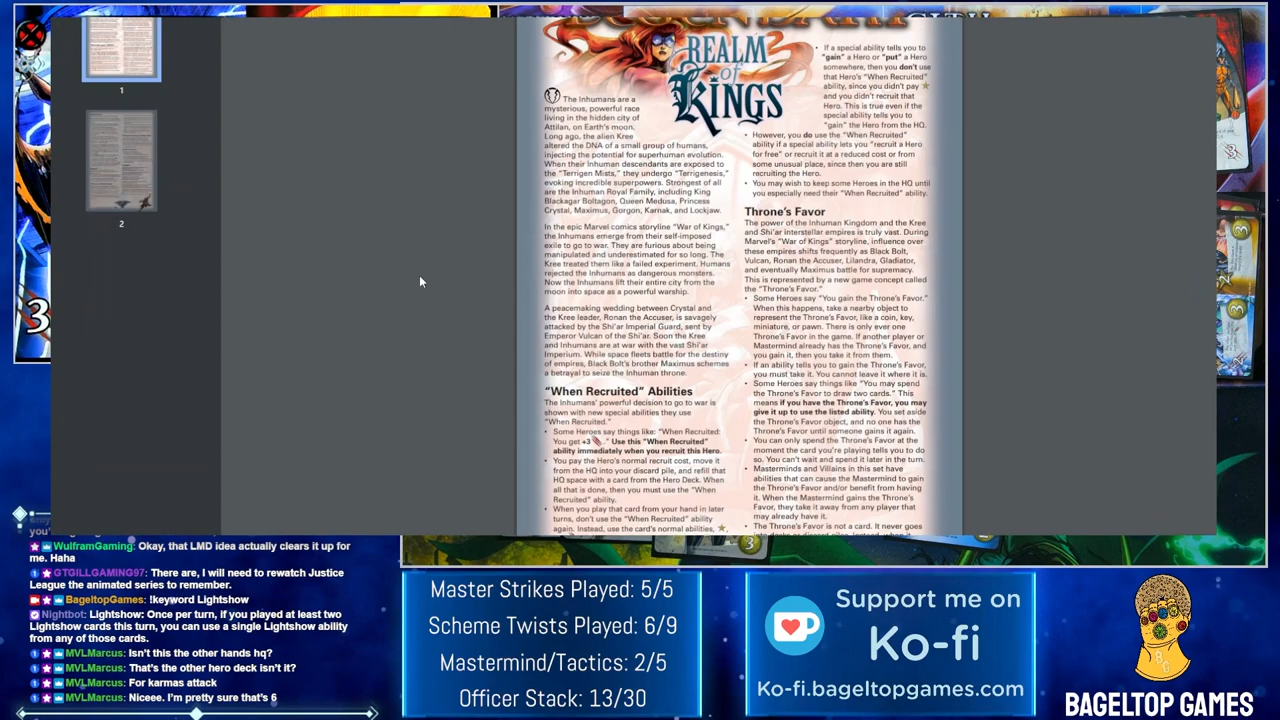 1
2
REALM
of
KINGS
The Inhumans are a
mysterious, powerful race
living in the hidden city of
Attilan, on Earth's moon.
Long ago, the alien Kree
altered the DNA of a small group of humans,
injecting the potential for superhuman evolution.
When their Inhuman descendants are exposed to
the "Terrigen Mists," they undergo "Terrigenesis,"
evoking incredible superpowers. Strongest of all
are the Inhuman Royal Family, including King
Blackagar Boltagon, Queen Medusa, Princess
Crystal, Maximus, Gorgon, Karnak, and Lockjaw.
In the epic Marvel comics storyline "War of Kings,"
the Inhumans emerge from their self-imposed
exile to go to war. They are furious about being
manipulated and underestimated for so long. The
Kree treated them like a failed experiment. Humans
rejected the Inhumans as dangerous monsters.
Now the Inhumans lift their entire city from the
moon into space as a powerful warship.
A peacemaking wedding between Crystal and
the Kree leader, Ronan the Accuser, is savagely
attacked by the Shi'ar Imperial Guard, sent by
Emperor Vulcan of the Shi'ar. Soon the Kree
and Inhumans are at war with the vast Shi'ar
Imperium. While space fleets battle for the destiny
of empires, Black Bolt's brother Maximus schemes
a betrayal to seize the Inhuman throne.
"When Recruited" Abilities
The Inhumans' powerful decision to go to war is
shown with new special abilities they use
"When Recruited."
• Some Heroes say things like: "When Recruited:
You get +3 ." Use this "When Recruited"
ability immediately when you recruit this Hero.
• You pay the Hero's normal recruit cost, move it
from the HQ into your discard pile, and refill that
HQ space with a card from the Hero Deck. When
all that is done, then you must use the "When
Recruited" ability.
• When you play that card from your hand in later
turns, don't use the "When Recruited" ability
again. Instead, use the card's normal abilities, ★,
• If a special ability tells you to
"gain" a Hero or "put" a Hero
somewhere, then you don't use
that Hero's "When Recruited"
ability, since you didn't pay ★
and you didn't recruit that
Hero. This is true even if the
special ability tells you to
"gain" the Hero from the HQ.
• However, you do use the "When Recruited"
ability if a special ability lets you "recruit a Hero
for free" or recruit it at a reduced cost or from
some unusual place, since then you are still
recruiting the Hero.
• You may wish to keep some Heroes in the HQ until
you especially need their "When Recruited" ability.
Throne's Favor
The power of the Inhuman Kingdom and the Kree
and Shi'ar interstellar empires is truly vast. During
Marvel's "War of Kings" storyline, influence over
these empires shifts frequently as Black Bolt,
Vulcan, Ronan the Accuser, Lilandra, Gladiator,
and eventually Maximus battle for supremacy.
This is represented by a new game concept called
the "Throne's Favor."
• Some Heroes say "You gain the Throne's Favor."
When this happens, take a nearby object to
represent the Throne's Favor, like a coin, key,
miniature, or pawn. There is only ever one
Throne's Favor in the game. If another player or
Mastermind already has the Throne's Favor, and
you gain it, then you take it from them.
• If an ability tells you to gain the Throne's Favor,
you must take it. You cannot leave it where it is.
• Some Heroes say things like "You may spend
the Throne's Favor to draw two cards." This
means if you have the Throne's Favor, you may
give it up to use the listed ability. You set aside
the Throne's Favor object, and no one has the
Throne's Favor until someone gains it again.
• You can only spend the Throne's Favor at the
moment the card you're playing tells you to do
so. You can't wait and spend it later in the turn.
• Masterminds and Villains in this set have
abilities that can cause the Mastermind to gain
the Throne's Favor and/or benefit from having
it. When the Mastermind gains the Throne's
Favor, they take it away from any player that
may already have it.
• The Throne's Favor is not a card. It never goes
3
3
3
3
3
WulframGaming: Okay, that LMD idea actually clears it up for
me. Haha
GTGILLGAMING97: There are, I will need to rewatch Justice
League the animated series to remember.
BageltopGames: !keyword Lightshow
Nightbot: Lightshow: Once per turn, if you played at least two
Lightshow cards this turn, you can use a single Lightshow ability
from any of those cards.
MVLMarcus: Isn't this the other hands hq?
MVLMarcus: That's the other hero deck isn't it?
MVLMarcus: For karmas attack
MVLMarcus: Niceee. I'm pretty sure that's 6
Master Strikes Played: 5/5
Scheme Twists Played: 6/9
Mastermind/Tactics: 2/5
Officer Stack: 13/30
Support me on
Ko-fi
Ko-fi.bageltopgames.com
BAGELTOP GAMES